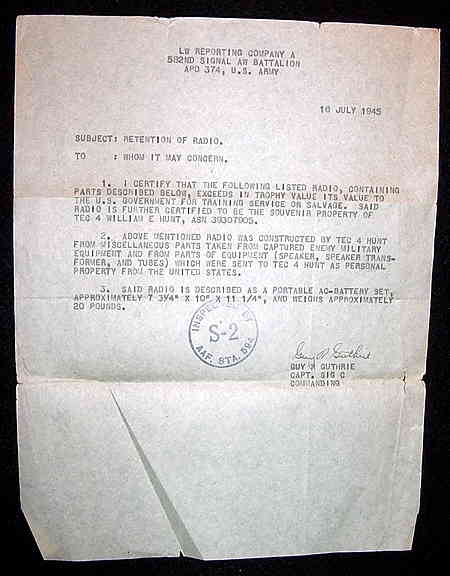 LW REPORTING COMPANY A
582ND SIGNAL AW BATTALION
APO 374, U.S. ARMY
16 JULY 1945
SUBJECT: RETENTION OF RADIO.
TO : WHOM IT MAY CONCERN.
1. I CERTIFY THAT THE FOLLOWING LISTED RADIO, CONTAINING
PARTS DESCRIBED BELOW, EXCEEDS IN TROPHY VALUE ITS VALUE TO
THE U.S. GOVERNMENT FOR TRAINING SERVICE OR SALVAGE. SAID
RADIO IS FURTHER CERTIFIED TO BE THE SOUVENIR PROPERTY OF
TEC 4 WILLIAM E HUNT, ASN 39307905.
2. ABOVE MENTIONED RADIO WAS CONSTRUCTED BY TEC 4 HUNT
FROM MISCELLANEOUS PARTS TAKEN FROM CAPTURED ENEMY MILITARY
EQUIPMENT AND FROM PARTS OF EQUIPMENT (SPEAKER, SPEAKER TRANS-
FORMER, AND TUBES) WHICH WERE SENT TO TEC 4 HUNT AS PERSONAL
PROPERTY FROM THE UNITED STATES.
3. SAID RADIO IS DESCRIBED AS A PORTABLE AC-BATTERY SET,
APPROXIMATELY 7 3/4" X 10" X 11 1/4", AND WEIGHS APPROXIMATELY
20 POUNDS.
INSPECTED BY
S-2
AAF. STA. 594
Guy P Guthrie
GUY P GUTHRIE
CAPT. SIG C
COMMANDING